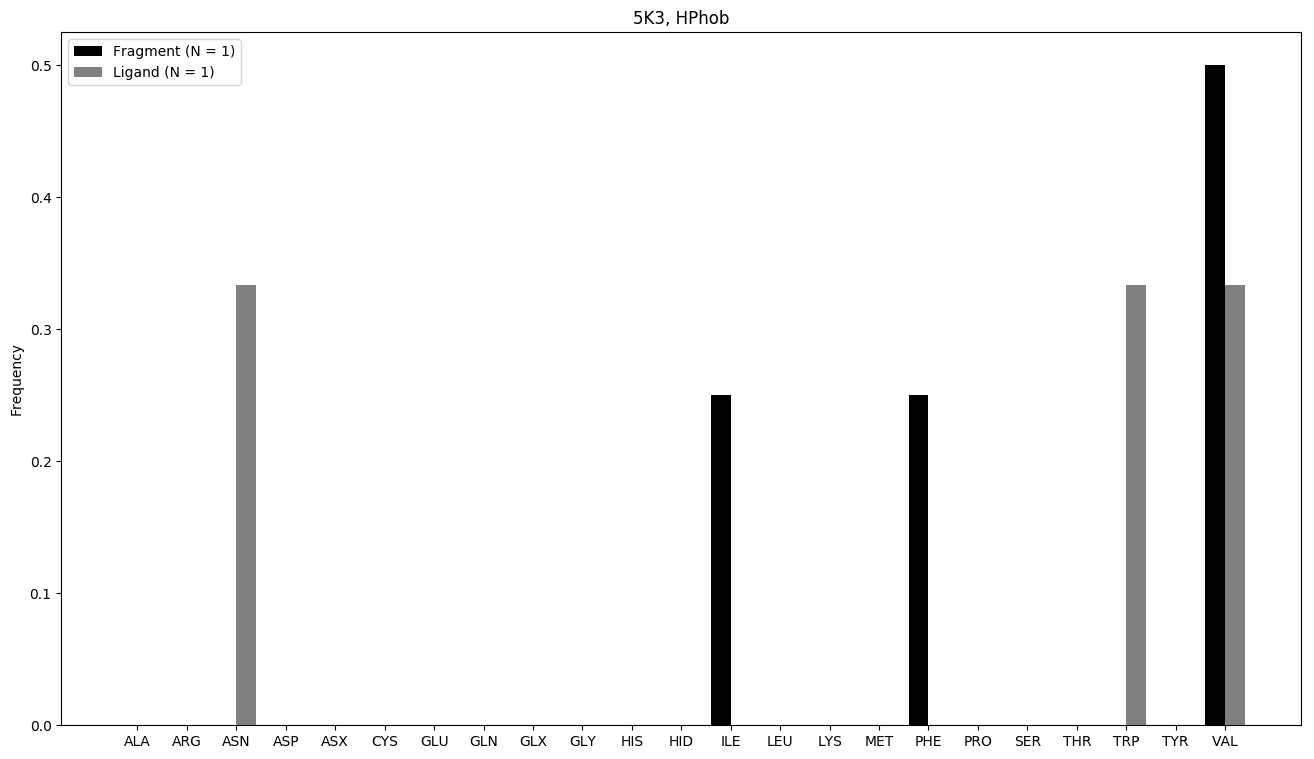 5K3, HPhob
Fragment (N = 1)
Ligand (N = 1)
Frequency
0.5
0.4
0.3
0.2
0.1
0.0
ALA ARG ASN ASP ASX CYS GLU GLN GLX GLY HIS HID ILE LEU LYS MET PHE PRO SER THR TRP TYR VAL